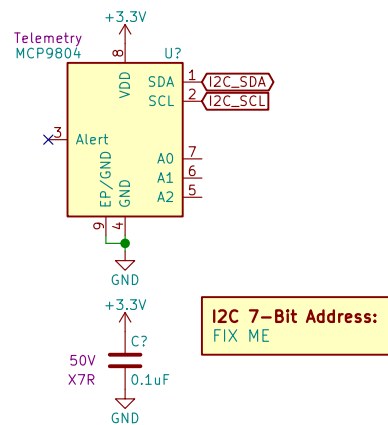 +3.3V
Telemetry
MCP9804
U?
8
VDD
SDA 1 I2C_SDA
SCL 2 I2C_SCL
3 Alert
A0 7
A1 6
A2 5
EP/GND
GND
9
4
GND
+3.3V
C?
50V
X7R
0.1uF
GND
I2C 7-Bit Address:
FIX ME